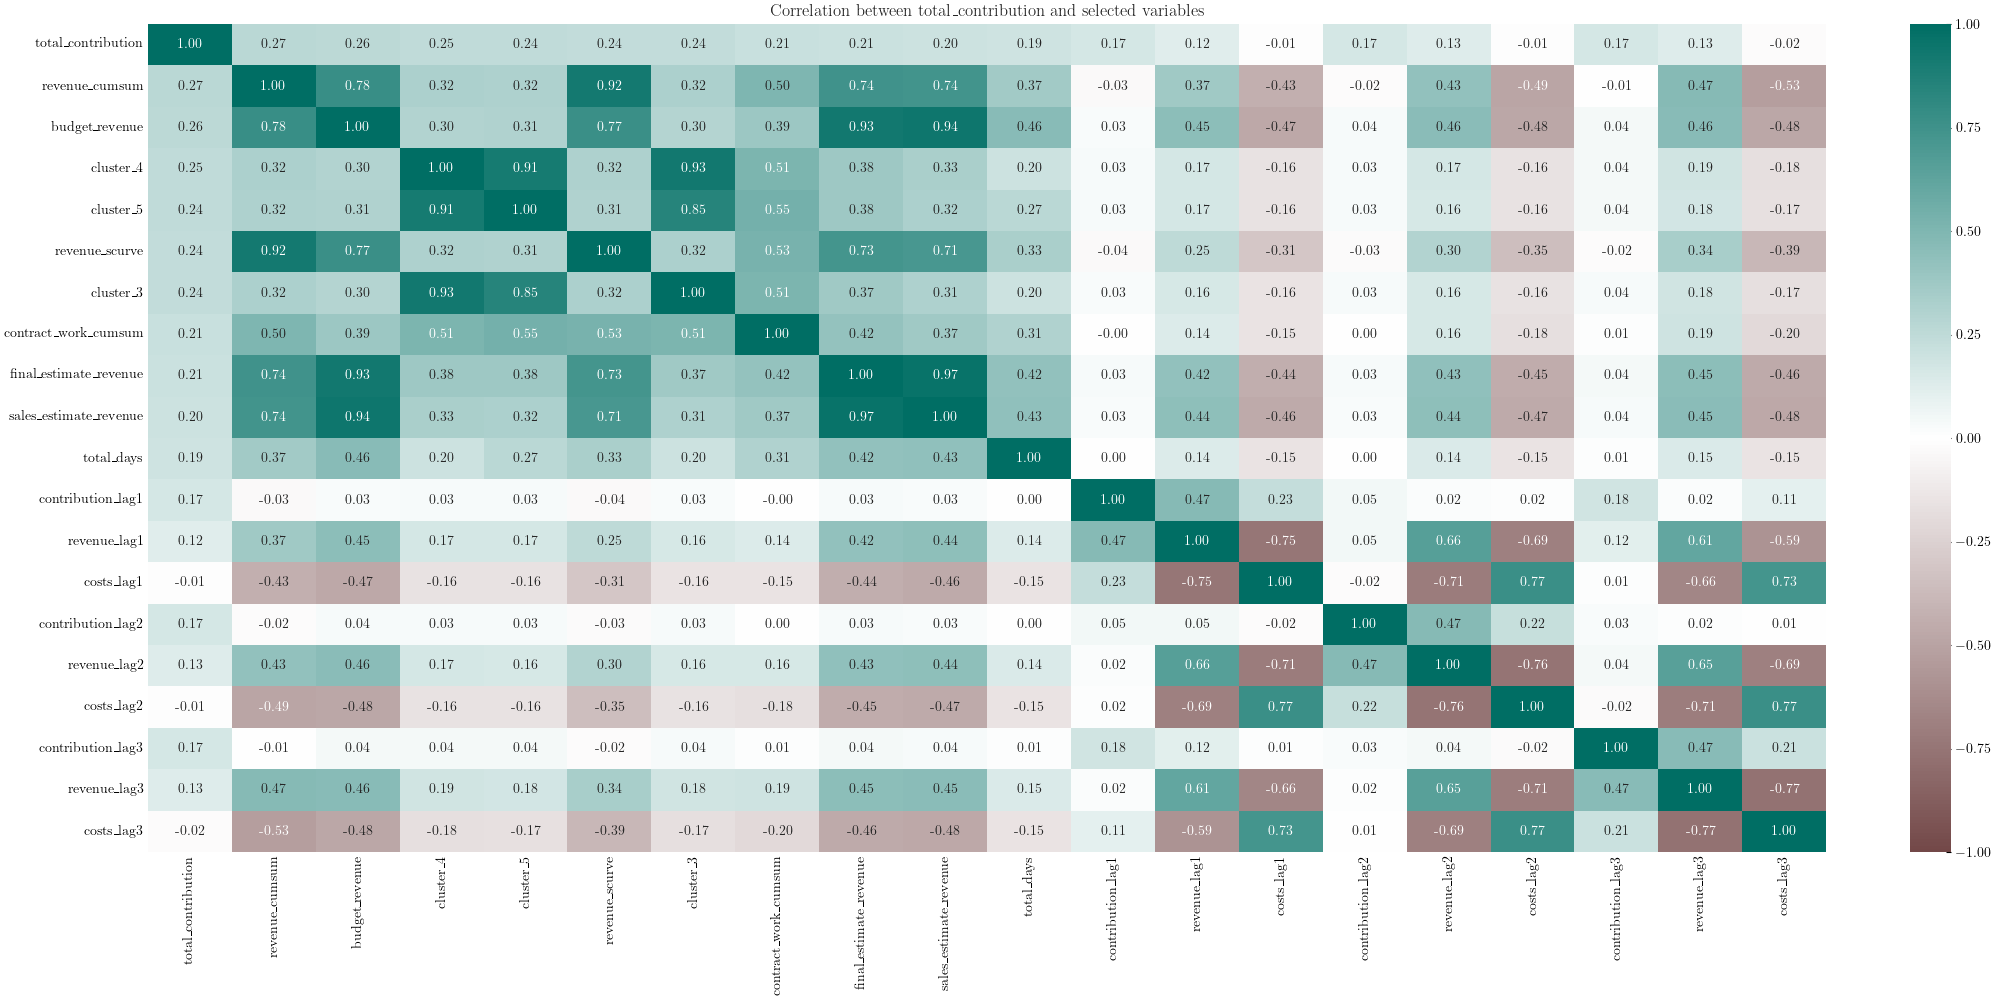 Correlation between total_contribution and selected variables
total_contribution 1.00 0.27 0.26 0.25 0.24 0.24 0.24 0.21 0.21 0.20 0.19 0.17 0.12 -0.01 0.17 0.13 -0.01 0.17 0.13 -0.02
revenue_cumsum 0.27 1.00 0.78 0.32 0.32 0.92 0.32 0.50 0.74 0.74 0.37 -0.03 0.37 -0.43 -0.02 0.43 -0.49 -0.01 0.47 -0.53
budget_revenue 0.26 0.78 1.00 0.30 0.31 0.77 0.30 0.39 0.93 0.94 0.46 0.03 0.45 -0.47 0.04 0.46 -0.48 0.04 0.46 -0.48
cluster_4 0.25 0.32 0.30 1.00 0.91 0.32 0.93 0.51 0.38 0.33 0.20 0.03 0.17 -0.16 0.03 0.17 -0.16 0.04 0.19 -0.18
cluster_5 0.24 0.32 0.31 0.91 1.00 0.31 0.85 0.55 0.38 0.32 0.27 0.03 0.17 -0.16 0.03 0.16 -0.16 0.04 0.18 -0.17
revenue_scurve 0.24 0.92 0.77 0.32 0.31 1.00 0.32 0.53 0.73 0.71 0.33 -0.04 0.25 -0.31 -0.03 0.30 -0.35 -0.02 0.34 -0.39
cluster_3 0.24 0.32 0.30 0.93 0.85 0.32 1.00 0.51 0.37 0.31 0.20 0.03 0.16 -0.16 0.03 0.16 -0.16 0.04 0.18 -0.17
contract_work_cumsum 0.21 0.50 0.39 0.51 0.55 0.53 0.51 1.00 0.42 0.37 0.31 -0.00 0.14 -0.15 0.00 0.16 -0.18 0.01 0.19 -0.20
final_estimate_revenue 0.21 0.74 0.93 0.38 0.38 0.73 0.37 0.42 1.00 0.97 0.42 0.03 0.42 -0.44 0.03 0.43 -0.45 0.04 0.45 -0.46
sales_estimate_revenue 0.20 0.74 0.94 0.33 0.32 0.71 0.31 0.37 0.97 1.00 0.43 0.03 0.44 -0.46 0.03 0.44 -0.47 0.04 0.45 -0.48
total_days 0.19 0.37 0.46 0.20 0.27 0.33 0.20 0.31 0.42 0.43 1.00 0.00 0.14 -0.15 0.00 0.14 -0.15 0.01 0.15 -0.15
contribution_lag1 0.17 -0.03 0.03 0.03 0.03 -0.04 0.03 -0.00 0.03 0.03 0.00 1.00 0.47 0.23 0.05 0.02 0.02 0.18 0.02 0.11
revenue_lag1 0.12 0.37 0.45 0.17 0.17 0.25 0.16 0.14 0.42 0.44 0.14 0.47 1.00 -0.75 0.05 0.66 -0.69 0.12 0.61 -0.59
costs_lag1 -0.01 -0.43 -0.47 -0.16 -0.16 -0.31 -0.16 -0.15 -0.44 -0.46 -0.15 0.23 -0.75 1.00 -0.02 -0.71 0.77 0.01 -0.66 0.73
contribution_lag2 0.17 -0.02 0.04 0.03 0.03 -0.03 0.03 0.00 0.03 0.03 0.00 0.05 0.05 -0.02 1.00 0.47 0.22 0.03 0.02 0.01
revenue_lag2 0.13 0.43 0.46 0.17 0.16 0.30 0.16 0.16 0.43 0.44 0.14 0.02 0.66 -0.71 0.47 1.00 -0.76 0.04 0.65 -0.69
costs_lag2 -0.01 -0.49 -0.48 -0.16 -0.16 -0.35 -0.16 -0.18 -0.45 -0.47 -0.15 0.02 -0.69 0.77 0.22 -0.76 1.00 -0.02 -0.71 0.77
contribution_lag3 0.17 -0.01 0.04 0.04 0.04 -0.02 0.04 0.01 0.04 0.04 0.01 0.18 0.12 0.01 0.03 0.04 -0.02 1.00 0.47 0.21
revenue_lag3 0.13 0.47 0.46 0.19 0.18 0.34 0.18 0.19 0.45 0.45 0.15 0.02 0.61 -0.66 0.02 0.65 -0.71 0.47 1.00 -0.77
costs_lag3 -0.02 -0.53 -0.48 -0.18 -0.17 -0.39 -0.17 -0.20 -0.46 -0.48 -0.15 0.11 -0.59 0.73 0.01 -0.69 0.77 0.21 -0.77 1.00
total_contribution
revenue_cumsum
budget_revenue
cluster_4
cluster_5
revenue_scurve
cluster_3
contract_work_cumsum
final_estimate_revenue
sales_estimate_revenue
total_days
contribution_lag1
revenue_lag1
costs_lag1
contribution_lag2
revenue_lag2
costs_lag2
contribution_lag3
revenue_lag3
costs_lag3
1.00
0.75
0.50
0.25
0.00
−0.25
−0.50
−0.75
−1.00